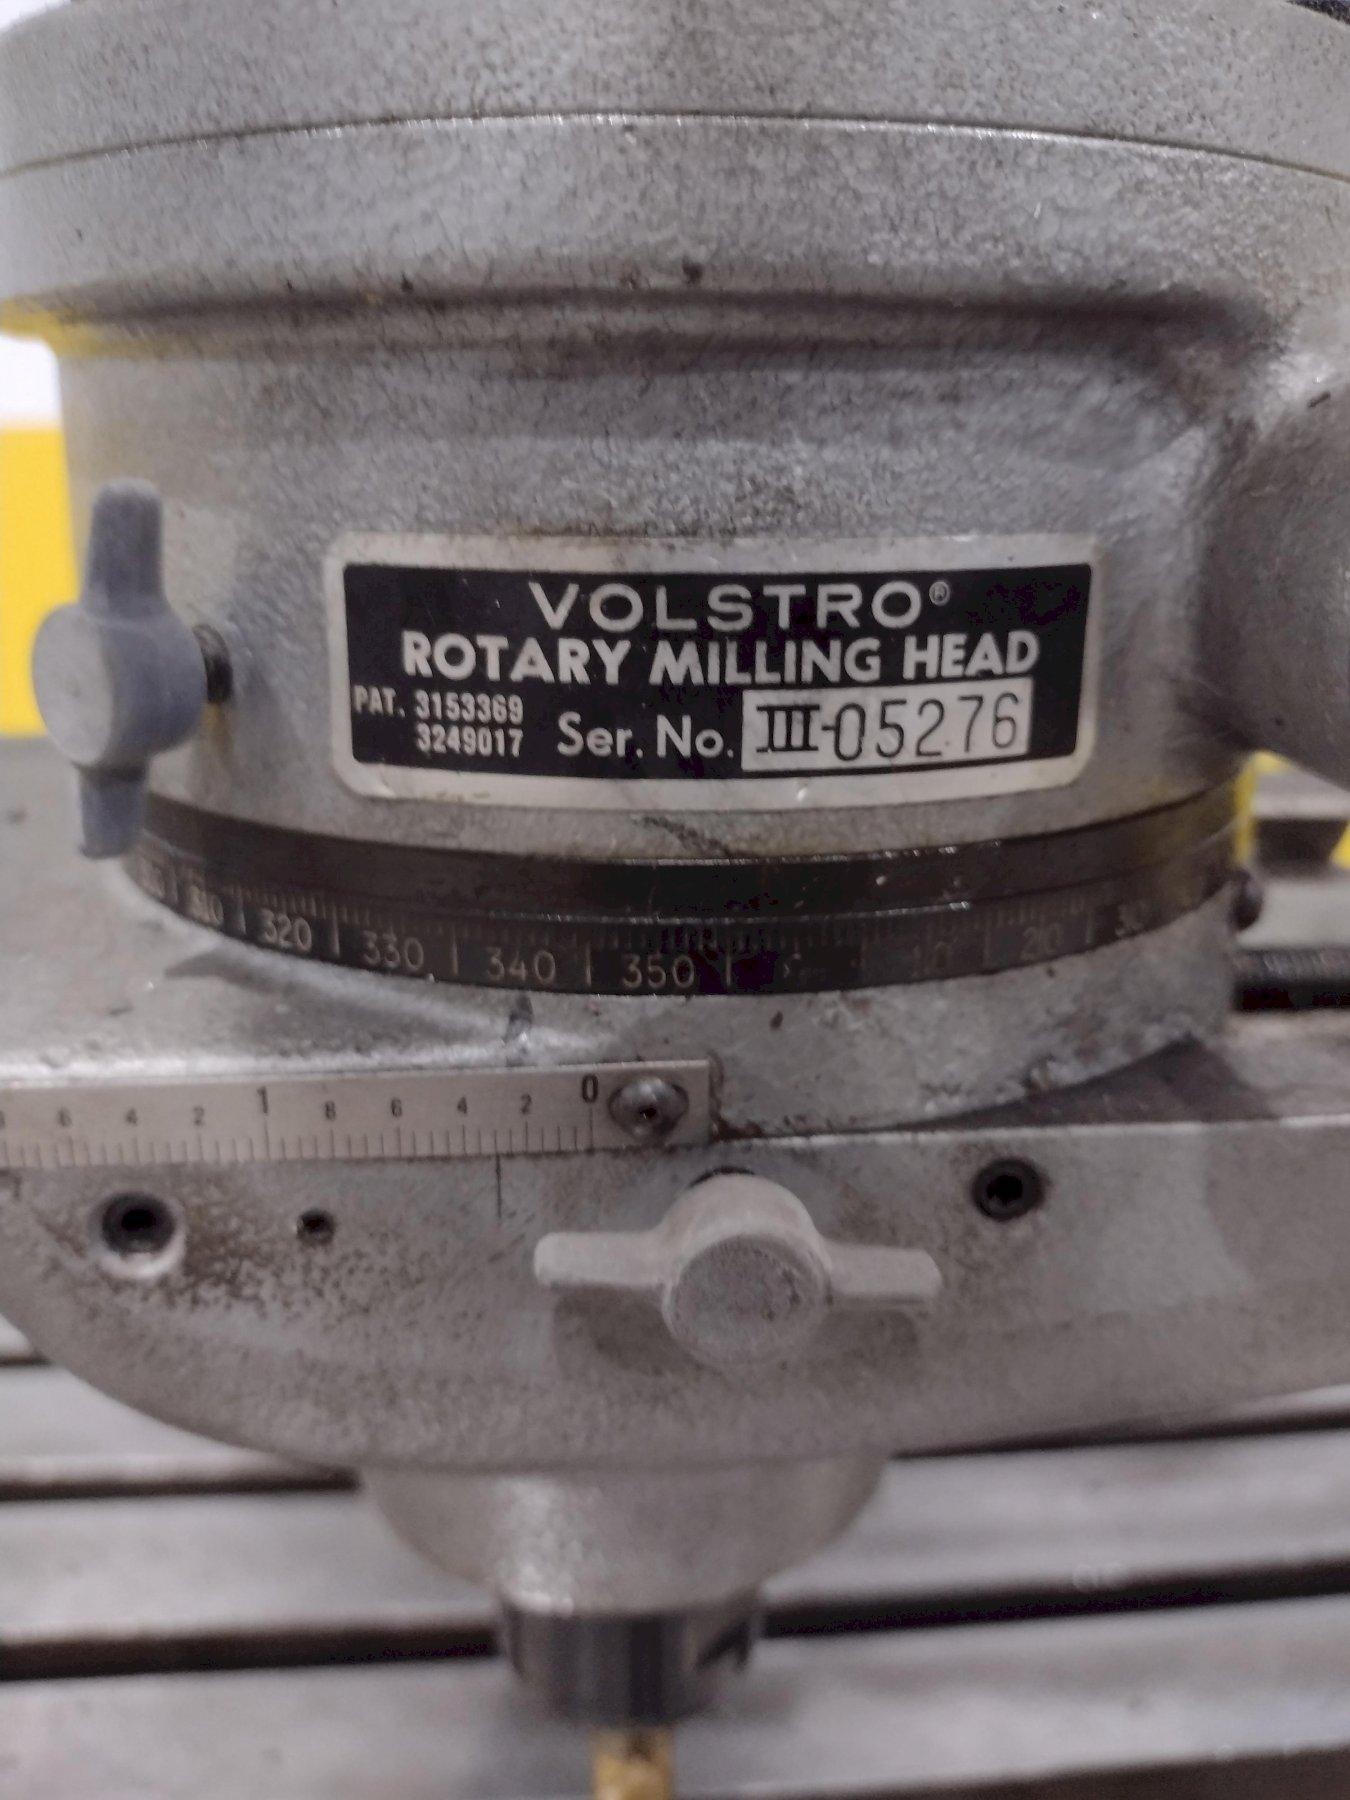 VOLSTRO®
ROTARY MILLING HEAD
PAT. 3153369
3249017
Ser. No. III-05276
320 330 340 350 10 20 30
6 4 2 1 8 6 4 2 0